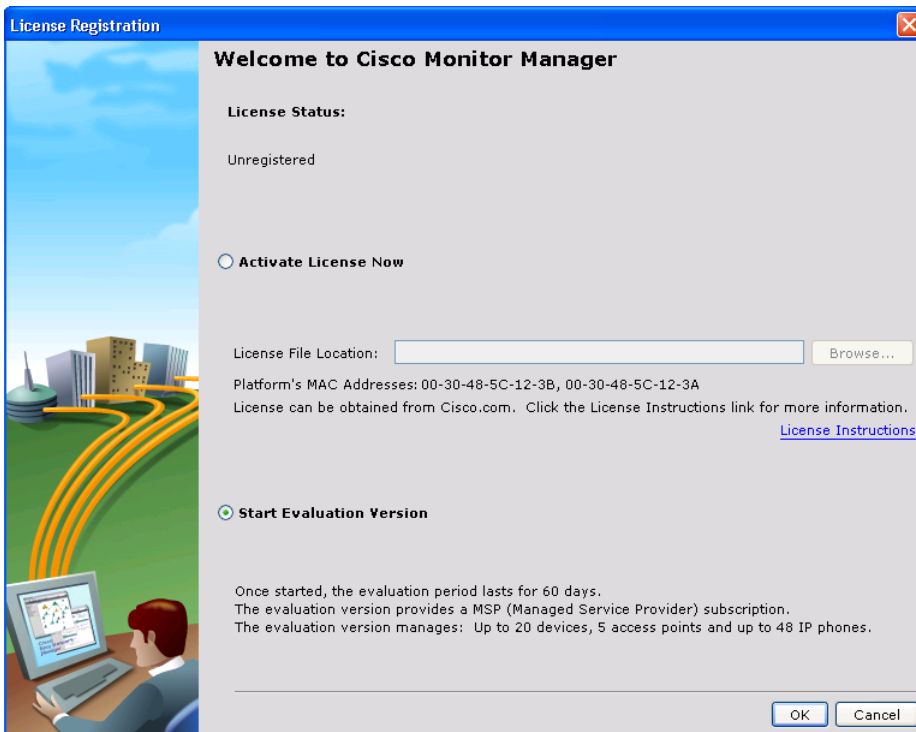 License Registration
Welcome to Cisco Monitor Manager
License Status:
Unregistered
Activate License Now
License File Location:
Browse...
Platform's MAC Addresses: 00-30-48-5C-12-3B, 00-30-48-5C-12-3A
License can be obtained from Cisco.com. Click the License Instructions link for more information.
License Instructions
Start Evaluation Version
Once started, the evaluation period lasts for 60 days.
The evaluation version provides a MSP (Managed Service Provider) subscription.
The evaluation version manages: Up to 20 devices, 5 access points and up to 48 IP phones.
OK
Cancel